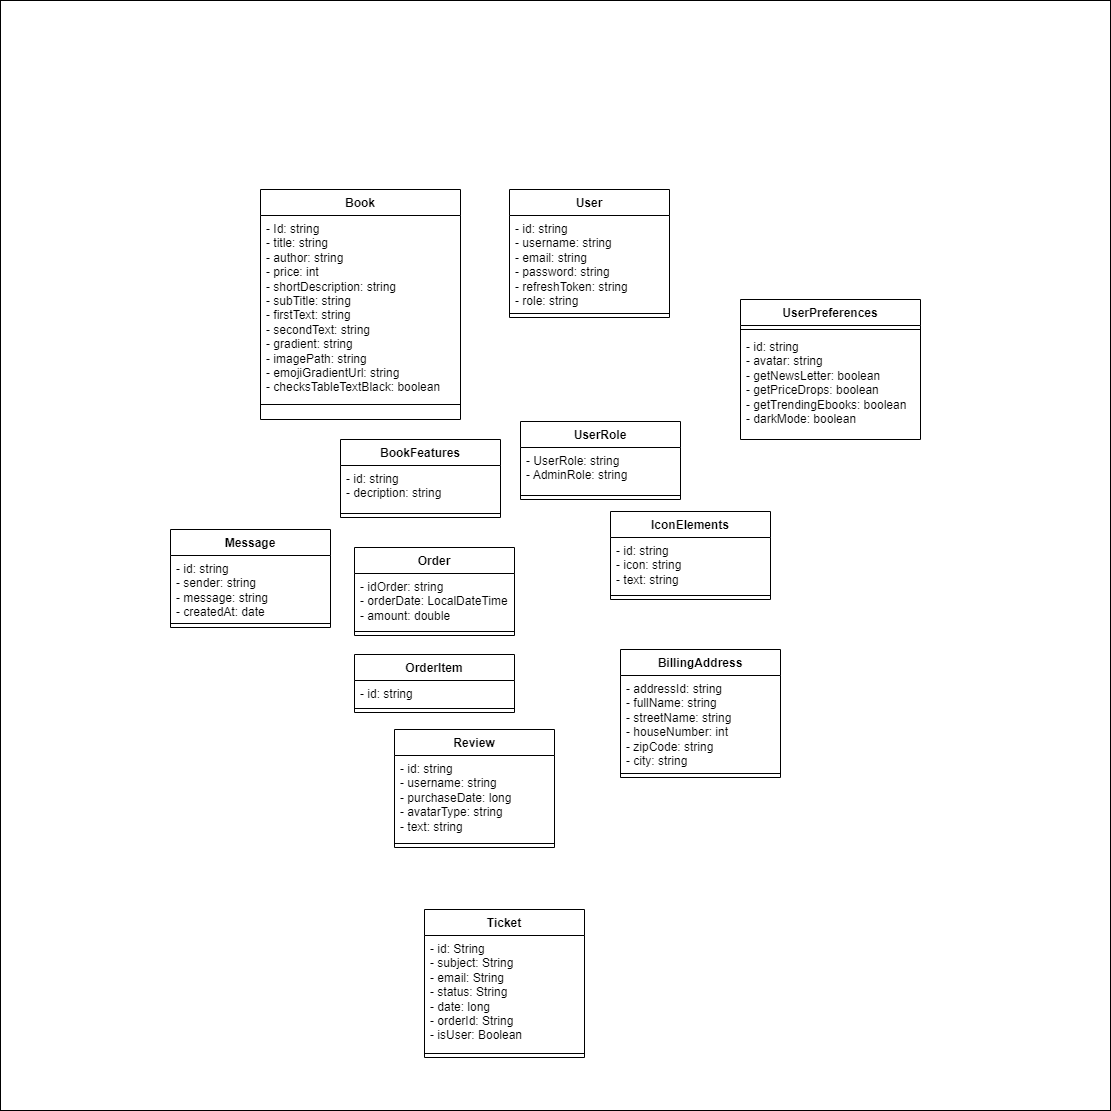 Book
- Id: string
- title: string
- author: string
- price: int
- shortDescription: string
- subTitle: string
- firstText: string
- secondText: string
- gradient: string
- imagePath: string
- emojiGradientUrl: string
- checksTableTextBlack: boolean
User
- id: string
- username: string
- email: string
- password: string
- refreshToken: string
- role: string
UserPreferences
- id: string
- avatar: string
- getNewsLetter: boolean
- getPriceDrops: boolean
- getTrendingEbooks: boolean
- darkMode: boolean
BookFeatures
- id: string
- decription: string
UserRole
- UserRole: string
- AdminRole: string
IconElements
- id: string
- icon: string
- text: string
Message
- id: string
- sender: string
- message: string
- createdAt: date
Order
- idOrder: string
- orderDate: LocalDateTime
- amount: double
OrderItem
- id: string
BillingAddress
- addressId: string
- fullName: string
- streetName: string
- houseNumber: int
- zipCode: string
- city: string
Review
- id: string
- username: string
- purchaseDate: long
- avatarType: string
- text: string
Ticket
- id: String
- subject: String
- email: String
- status: String
- date: long
- orderId: String
- isUser: Boolean